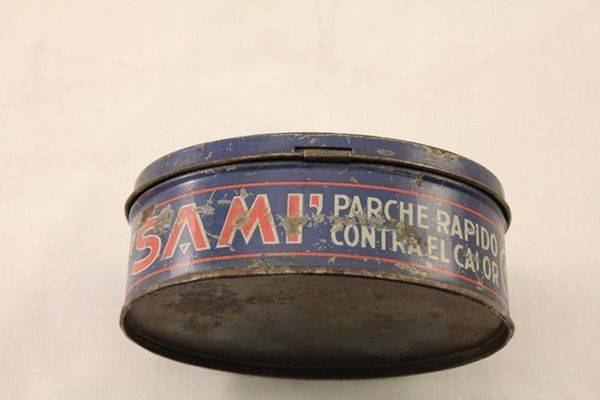 SAMI'
PARCHE RAPIDO
CONTRA EL CALOR